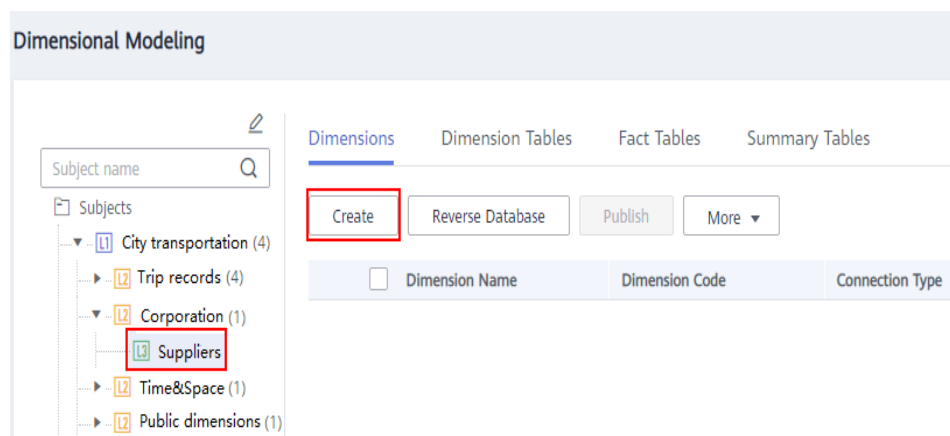 Dimensional Modeling
Dimensions Dimension Tables Fact Tables Summary Tables
Subject name
Create Reverse Database Publish More
Subjects
L1 City transportation (4)
L2 Trip records (4)
Dimension Name Dimension Code Connection Type
L2 Corporation (1)
L3 Suppliers
L2 Time&Space (1)
L2 Public dimensions (1)